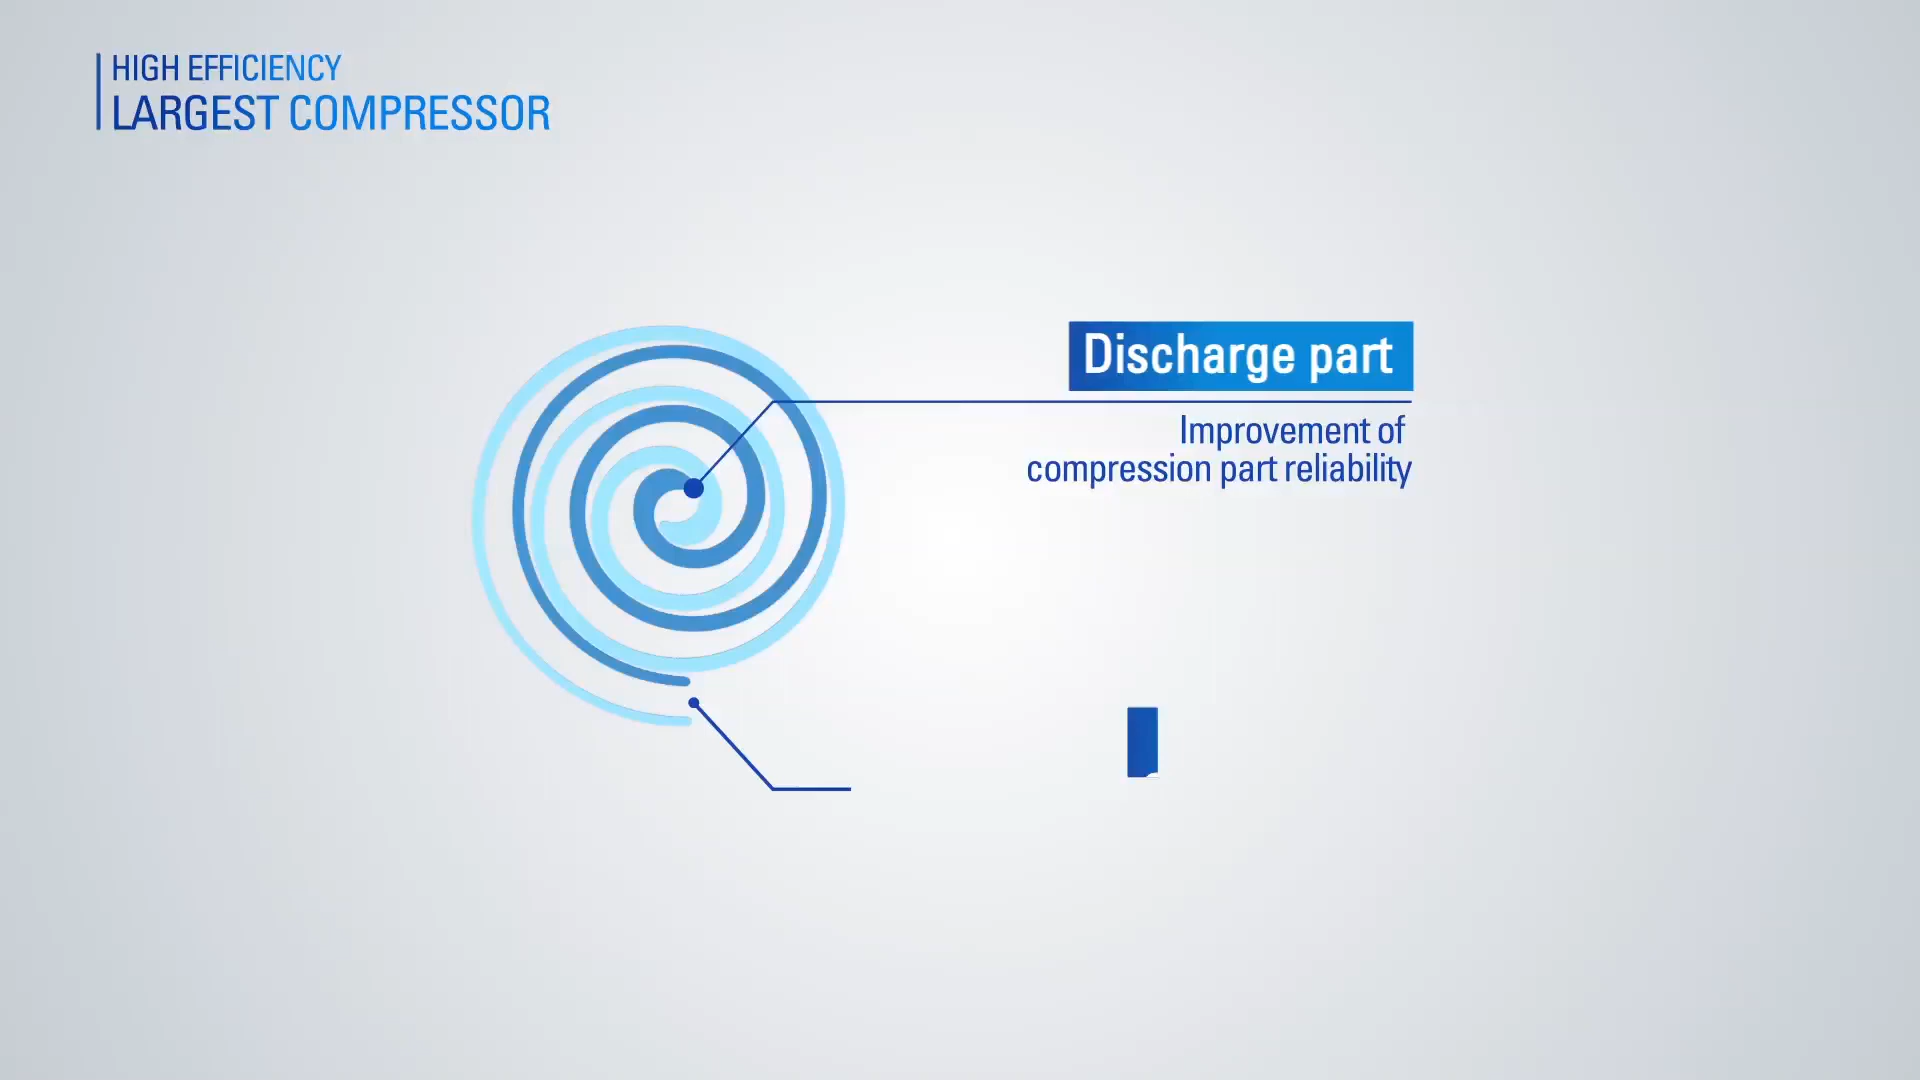 HIGH EFFICIENCY
LARGEST COMPRESSOR
Discharge part
Improvement of
compression part reliability